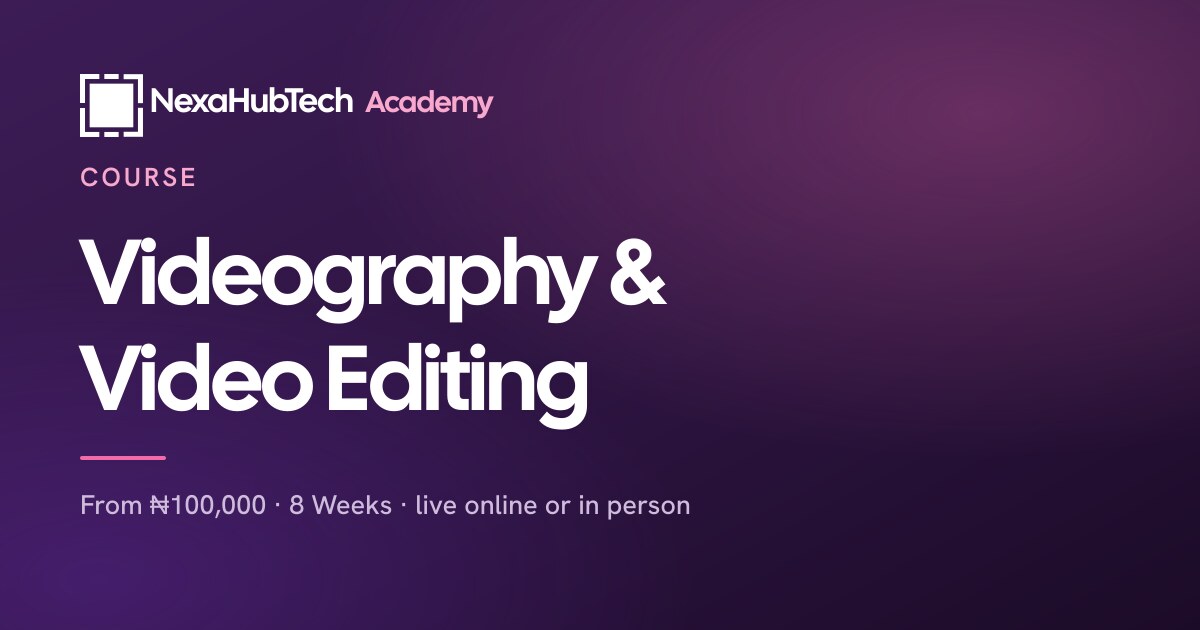 NexaHubTech Academy
COURSE
Videography &
Video Editing
From ₦100,000 · 8 Weeks · live online or in person